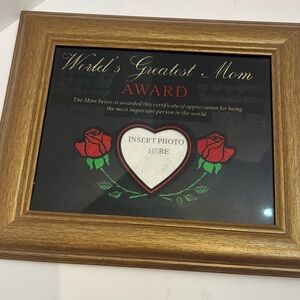 World's Greatest Mom
AWARD
The Mom below is awarded this certificate of appreciation for being
the most important person in the world
INSERT PHOTO
HERE